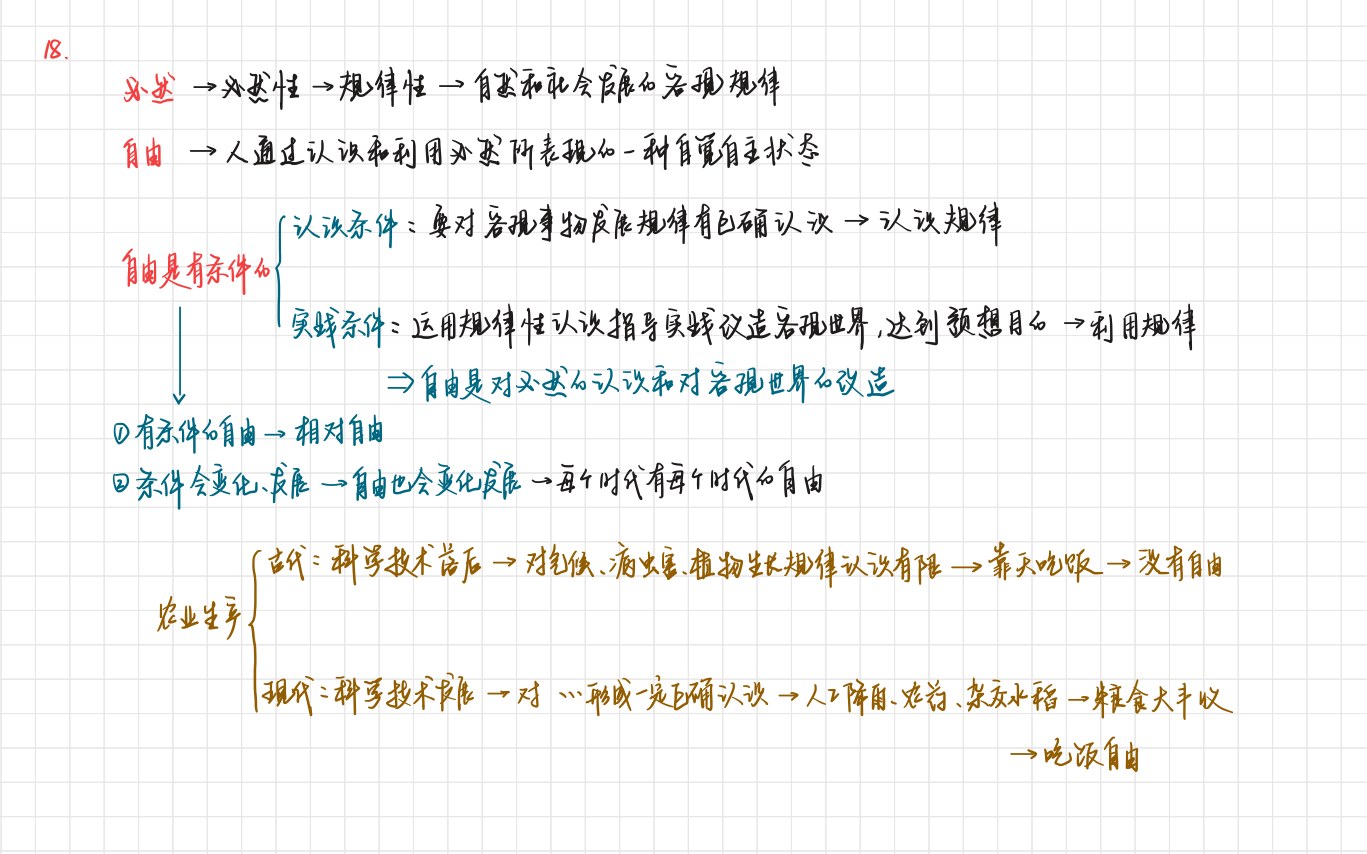 18.
必然 →必然性→规律性→自然和社会发展的客观规律
自由 →人通过认识和利用必然所表现的一种自觉自主状态
认识条件：要对客观事物发展规律有正确认识→认识规律
自由是有条件的
实践条件：运用规律性认识指导实践改造客观世界,达到预想目的→利用规律
⇒自由是对必然的认识和对客观世界的改造
①有条件的自由→相对自由
②条件会变化、发展→自由也会变化发展→每个时代有每个时代的自由
古代：科学技术落后→对气候、病虫害、植物生长规律认识有限→靠天吃饭→没有自由
农业生产
现代：科学技术发展→对…形成一定正确认识→人工降雨、农药、杂交水稻→粮食大丰收
→吃饭自由